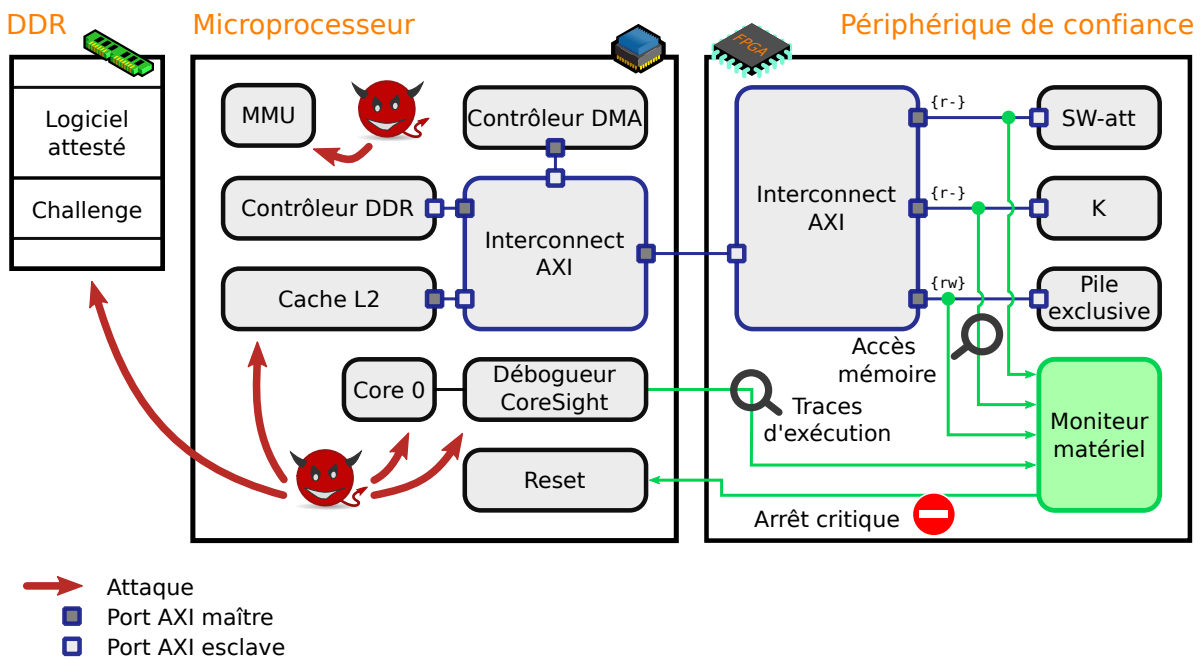 DDR
Microprocesseur
Périphérique de confiance
FPGA
Logiciel
attesté
Challenge
MMU
Contrôleur DMA
Contrôleur DDR
Interconnect
AXI
Cache L2
Core 0
Débogueur
CoreSight
Reset
Interconnect
AXI
{r-}
SW-att
{r-}
K
{rw}
Pile
exclusive
Accès
mémoire
Traces
d'exécution
Moniteur
matériel
Arrêt critique
Attaque
Port AXI maître
Port AXI esclave